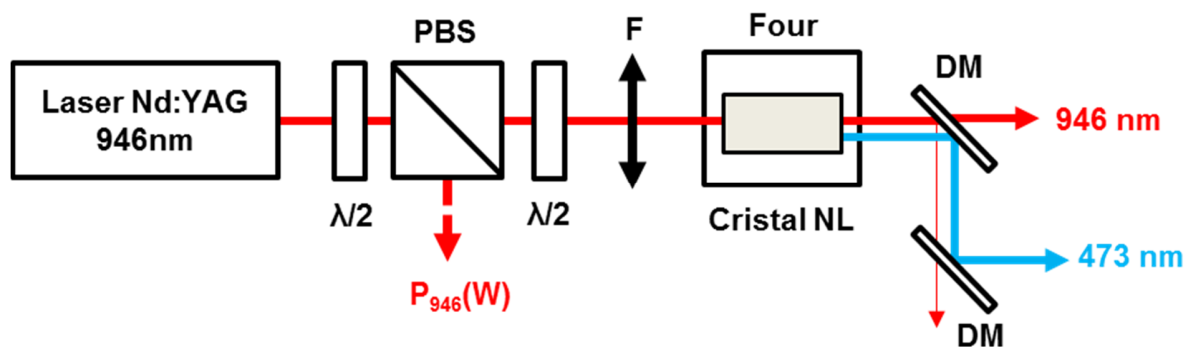 PBS
F
Four
DM
Laser Nd:YAG
946nm
946 nm
λ/2
λ/2
Cristal NL
473 nm
P₉₄₆(W)
DM